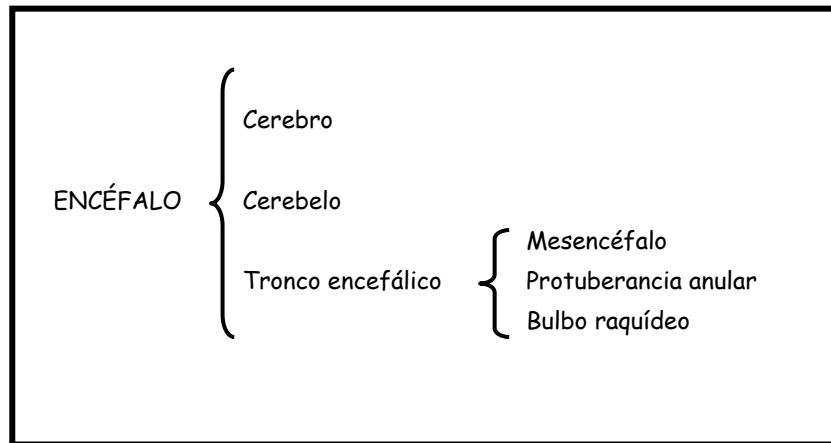 Cerebro
ENCÉFALO
Cerebelo
Tronco encefálico
Mesencéfalo
Protuberancia anular
Bulbo raquídeo